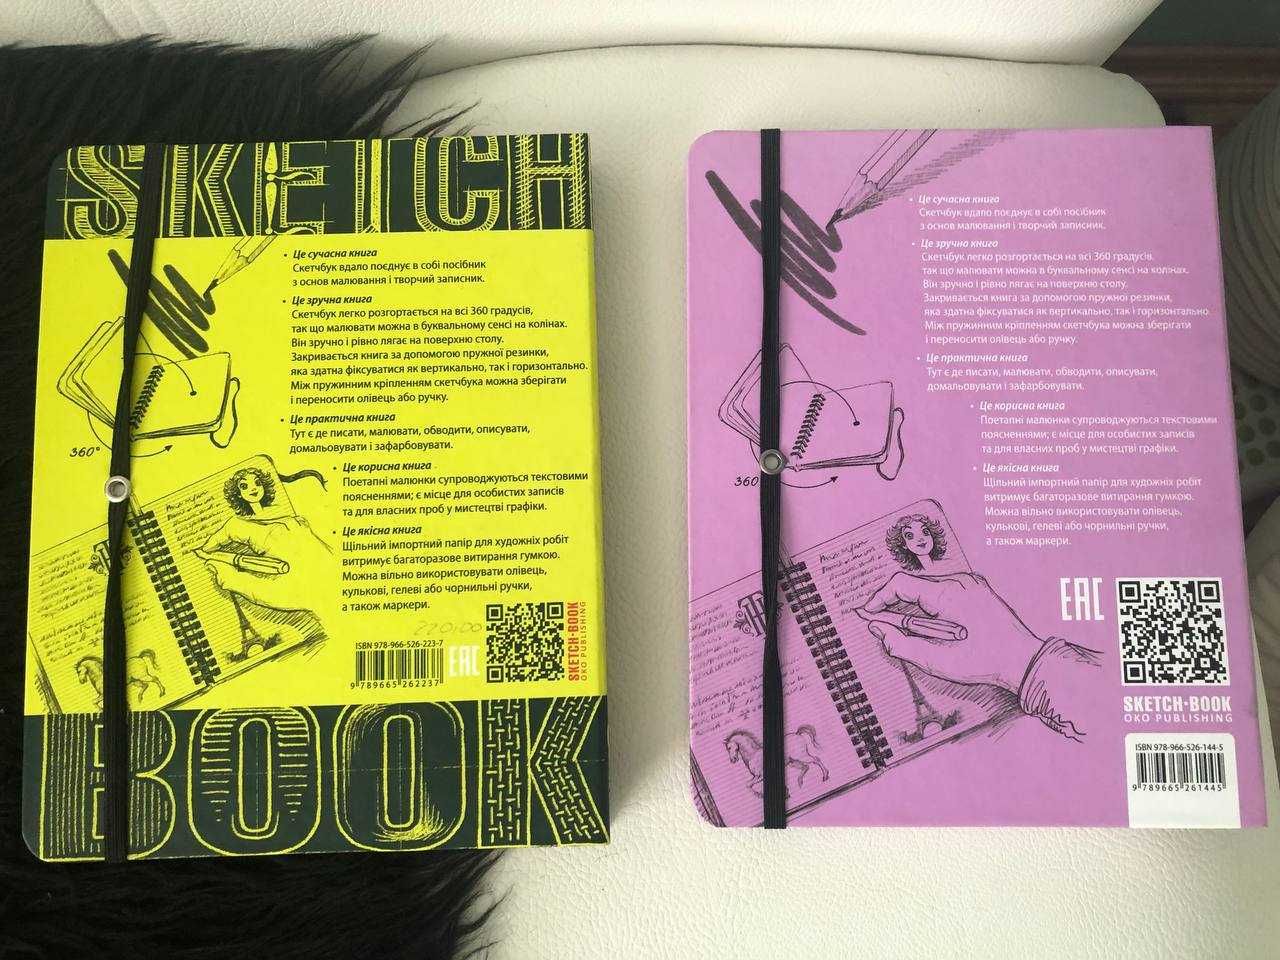 SKETCH
• Це сучасна книга
Скетчбук вдало поєднує в собі посібник
з основ малювання і творчий записник.
• Це зручна книга
Скетчбук легко розгортається на всі 360 градусів,
так що малювати можна в буквальному сенсі на колінах.
Він зручно і рівно лягає на поверхню столу.
Закривається книга за допомогою пружної резинки,
яка здатна фіксуватися як вертикально, так і горизонтально.
Між пружинним кріпленням скетчбука можна зберігати
і переносити олівець або ручку.
• Це практична книга
Тут є де писати, малювати, обводити, описувати,
домальовувати і зафарбовувати.
360°
• Це корисна книга
Поетапні малюнки супроводжуються текстовими
поясненнями; є місце для особистих записів
та для власних проб у мистецтві графіки.
• Це якісна книга
Щільний імпортний папір для художніх робіт
витримує багаторазове витирання гумкою.
Можна вільно використовувати олівець,
кулькові, гелеві або чорнильні ручки,
а також маркери.
220,00
ISBN 978-966-526-223-7
9 789665 262237
EAC
SKETCH·BOOK
OKO PUBLISHING
BOOK
• Це сучасна книга
Скетчбук вдало поєднує в собі посібник
з основ малювання і творчий записник.
• Це зручна книга
Скетчбук легко розгортається на всі 360 градусів,
так що малювати можна в буквальному сенсі на колінах.
Він зручно і рівно лягає на поверхню столу.
Закривається книга за допомогою пружної резинки,
яка здатна фіксуватися як вертикально, так і горизонтально.
Між пружинним кріпленням скетчбука можна зберігати
і переносити олівець або ручку.
• Це практична книга
Тут є де писати, малювати, обводити, описувати,
домальовувати і зафарбовувати.
• Це корисна книга
Поетапні малюнки супроводжуються текстовими
поясненнями; є місце для особистих записів
та для власних проб у мистецтві графіки.
• Це якісна книга
Щільний імпортний папір для художніх робіт
витримує багаторазове витирання гумкою.
Можна вільно використовувати олівець,
кулькові, гелеві або чорнильні ручки,
а також маркери.
360
EAC
SKETCH·BOOK
OKO PUBLISHING
ISBN 978-966-526-144-5
9 789665 261445